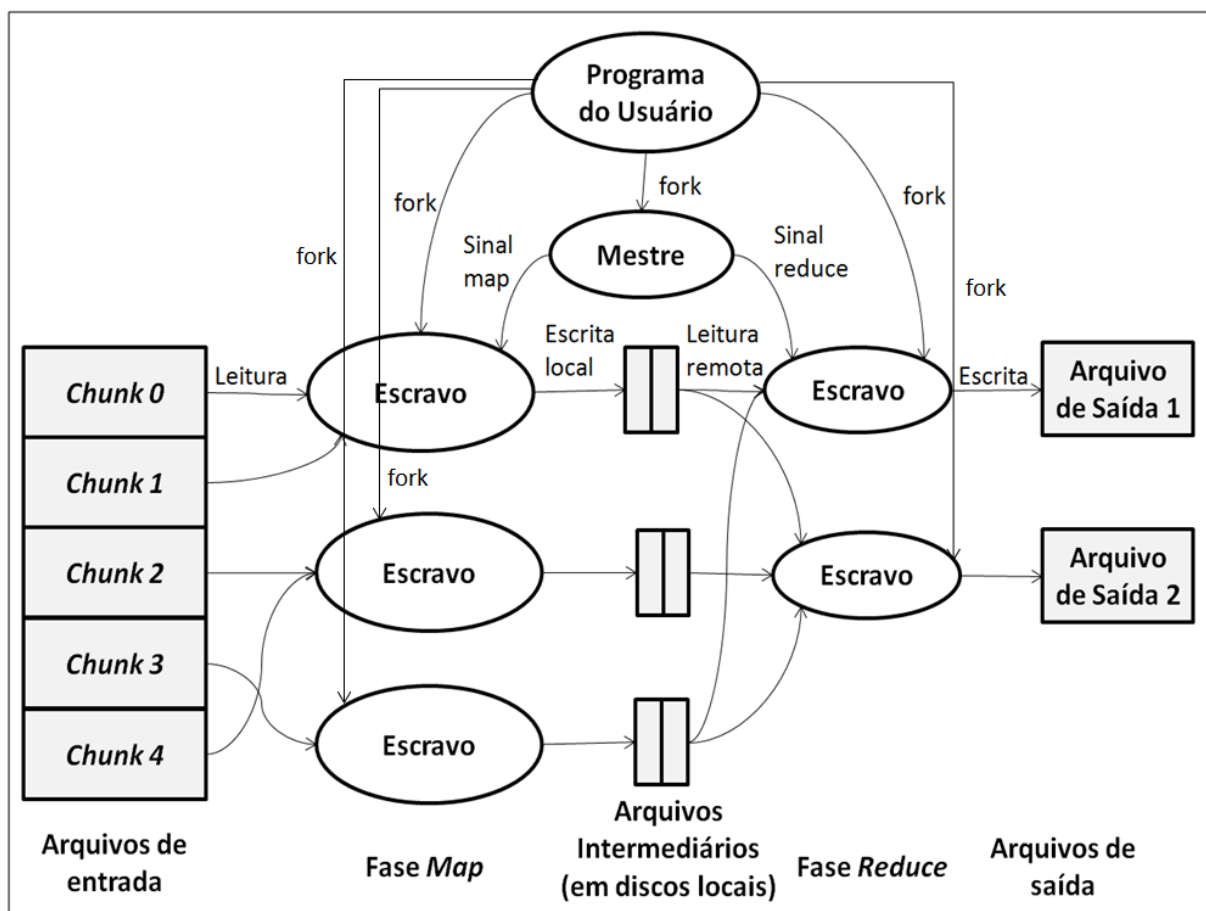 Programa
do Usuário
fork
fork
fork
fork
fork
fork
Sinal
map
Mestre
Sinal
reduce
Chunk 0
Leitura
Escravo
Escrita
local
Leitura
remota
Escravo
Escrita
Arquivo
de Saída 1
Chunk 1
Chunk 2
Escravo
Escravo
Arquivo
de Saída 2
Chunk 3
Chunk 4
Escravo
Arquivos de
entrada
Fase Map
Arquivos
Intermediários
(em discos locais)
Fase Reduce
Arquivos de
saída